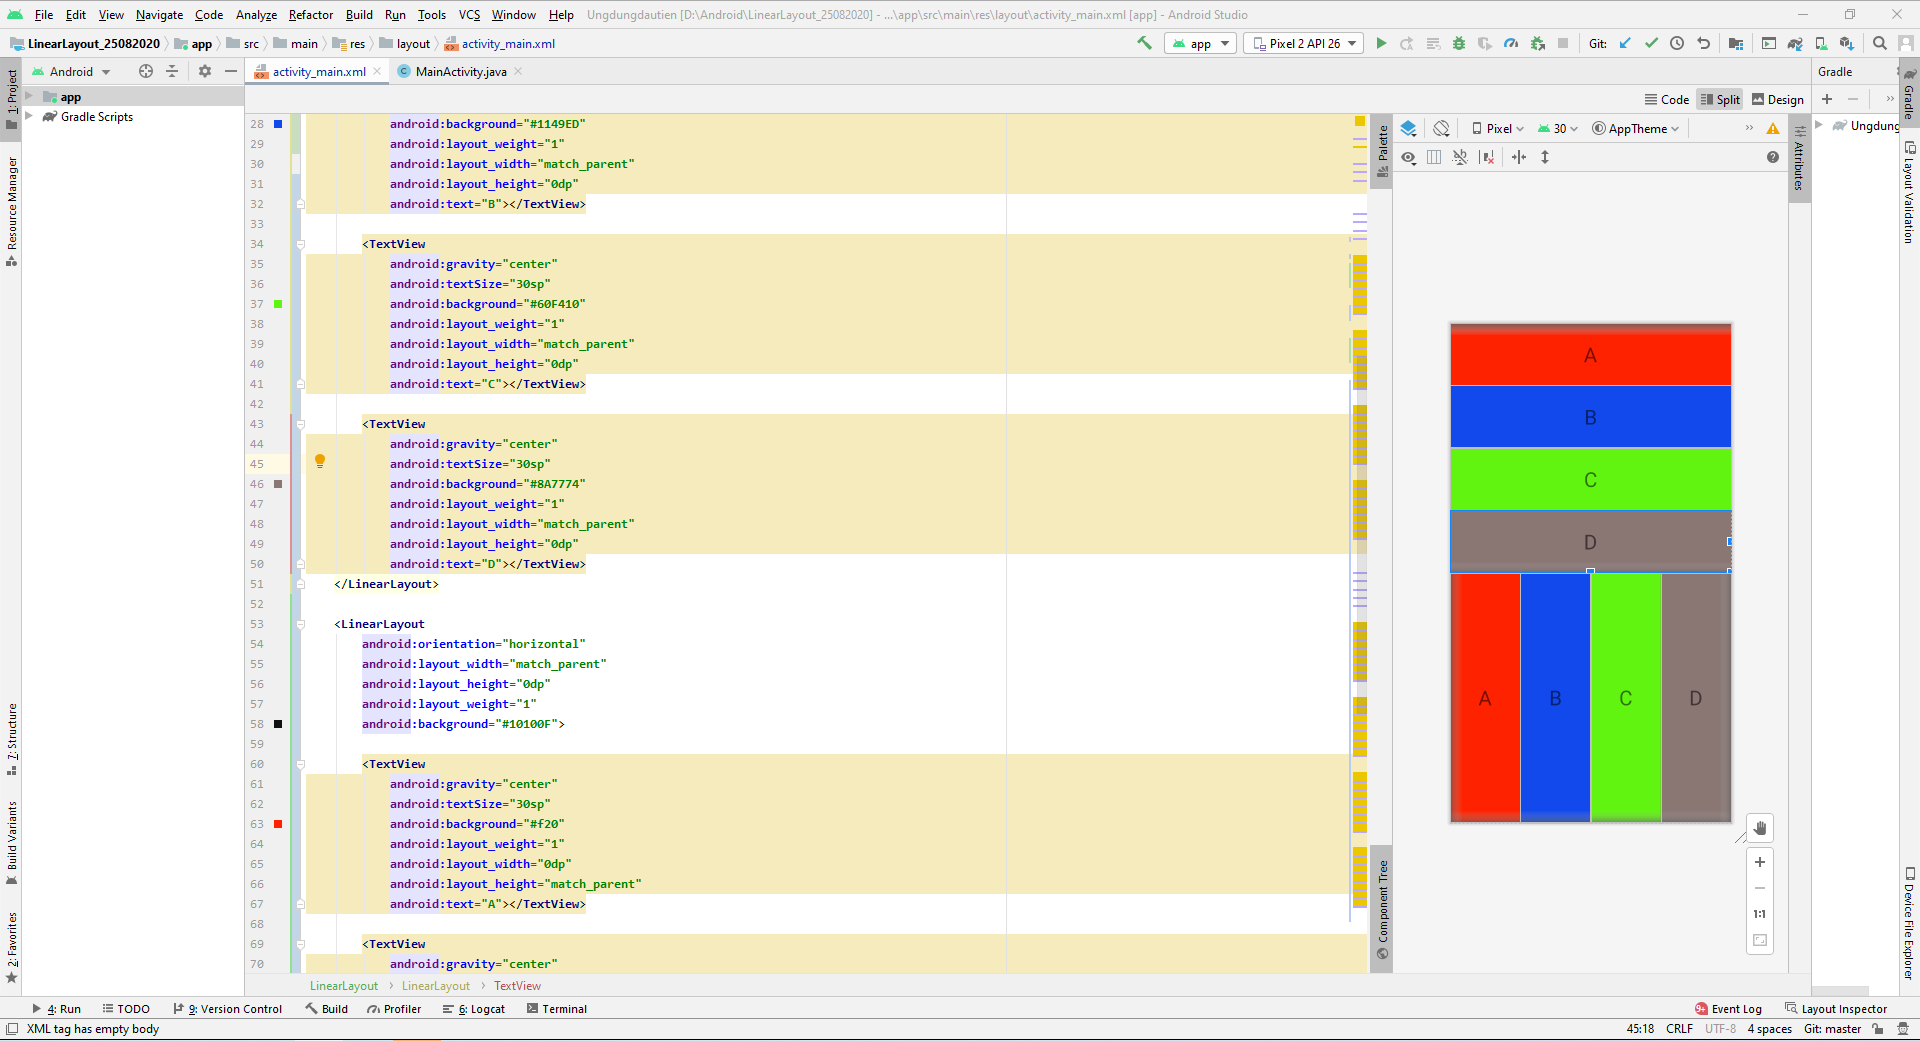 File Edit View Navigate Code Analyze Refactor Build Run Tools VCS Window Help Ungdungdautien [D:\Android\LinearLayout_25082020] - ...\app\src\main\res\layout\activity_main.xml [app] - Android Studio
LinearLayout_25082020 app src main res layout activity_main.xml app Pixel 2 API 26 Git:
1: Project
Resource Manager
7: Structure
Build Variants
2: Favorites
Android
app
Gradle Scripts
activity_main.xml MainActivity.java
Code Split Design
28 android:background="#1149ED"
29 android:layout_weight="1"
30 android:layout_width="match_parent"
31 android:layout_height="0dp"
32 android:text="B"></TextView>
33
34 <TextView
35 android:gravity="center"
36 android:textSize="30sp"
37 android:background="#60F410"
38 android:layout_weight="1"
39 android:layout_width="match_parent"
40 android:layout_height="0dp"
41 android:text="C"></TextView>
42
43 <TextView
44 android:gravity="center"
45 android:textSize="30sp"
46 android:background="#8A7774"
47 android:layout_weight="1"
48 android:layout_width="match_parent"
49 android:layout_height="0dp"
50 android:text="D"></TextView>
51 </LinearLayout>
52
53 <LinearLayout
54 android:orientation="horizontal"
55 android:layout_width="match_parent"
56 android:layout_height="0dp"
57 android:layout_weight="1"
58 android:background="#10100F">
59
60 <TextView
61 android:gravity="center"
62 android:textSize="30sp"
63 android:background="#f20"
64 android:layout_weight="1"
65 android:layout_width="0dp"
66 android:layout_height="match_parent"
67 android:text="A"></TextView>
68
69 <TextView
70 android:gravity="center"
LinearLayout > LinearLayout > TextView
Palette
Component Tree
Pixel 30 AppTheme
A
B
C
D
A B C D
1:1
Attributes
Gradle
Ungdung
Gradle
Layout Validation
Device File Explorer
4: Run TODO 9: Version Control Build Profiler 6: Logcat Terminal 9+ Event Log Layout Inspector
XML tag has empty body 45:18 CRLF UTF-8 4 spaces Git: master